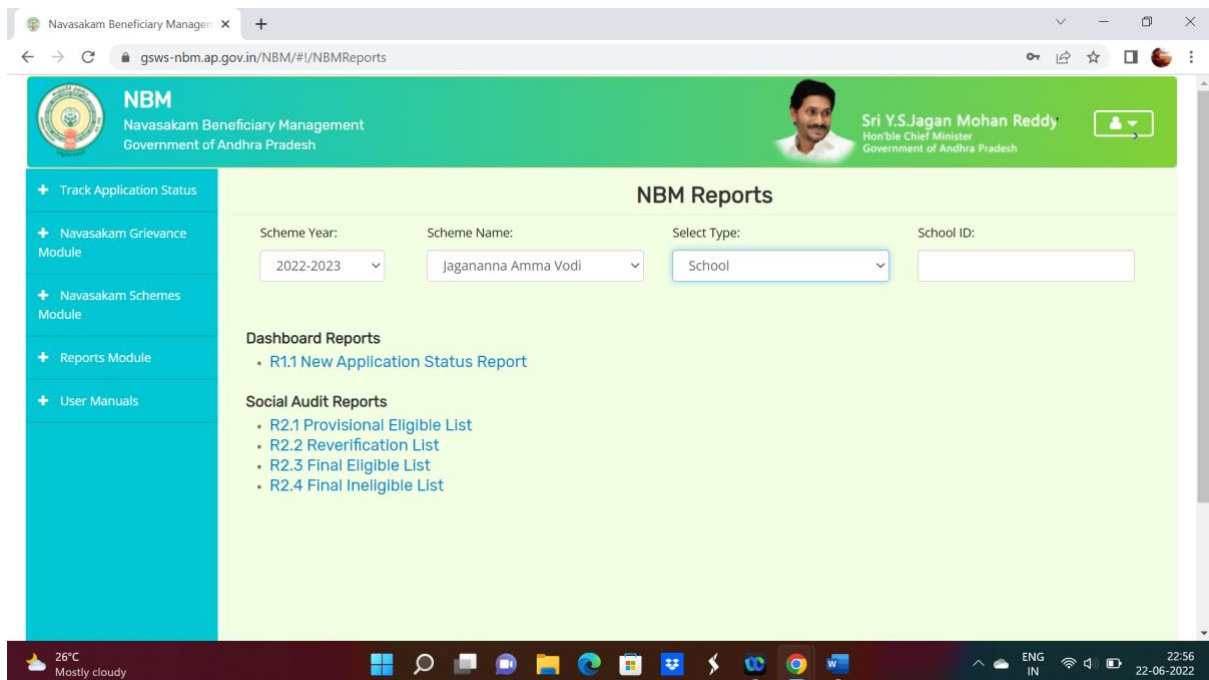 Navasakam Beneficiary Managem
gsws-nbm.ap.gov.in/NBM/#!/NBMReports
NBM
Navasakam Beneficiary Management
Government of Andhra Pradesh
Sri Y.S.Jagan Mohan Reddy
Hon'ble Chief Minister
Government of Andhra Pradesh
Track Application Status
Navasakam Grievance
Module
Navasakam Schemes
Module
Reports Module
User Manuals
NBM Reports
Scheme Year: Scheme Name: Select Type: School ID:
2022-2023 Jagananna Amma Vodi School
Dashboard Reports
• R1.1 New Application Status Report
Social Audit Reports
• R2.1 Provisional Eligible List
• R2.2 Reverification List
• R2.3 Final Eligible List
• R2.4 Final Ineligible List
26°C
Mostly cloudy
ENG
IN
22:56
22-06-2022